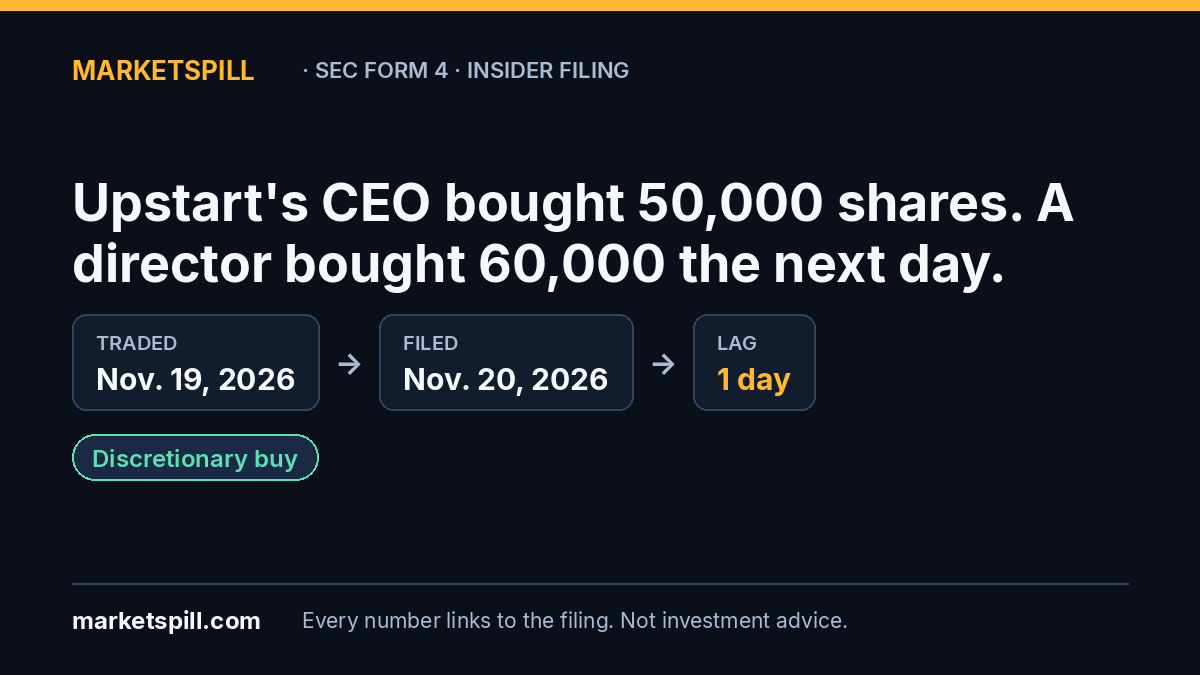 MARKETSPILL · SEC FORM 4 · INSIDER FILING
Upstart's CEO bought 50,000 shares. A
director bought 60,000 the next day.
TRADED → FILED → LAG
Nov. 19, 2026 Nov. 20, 2026 1 day
Discretionary buy
marketspill.com Every number links to the filing. Not investment advice.